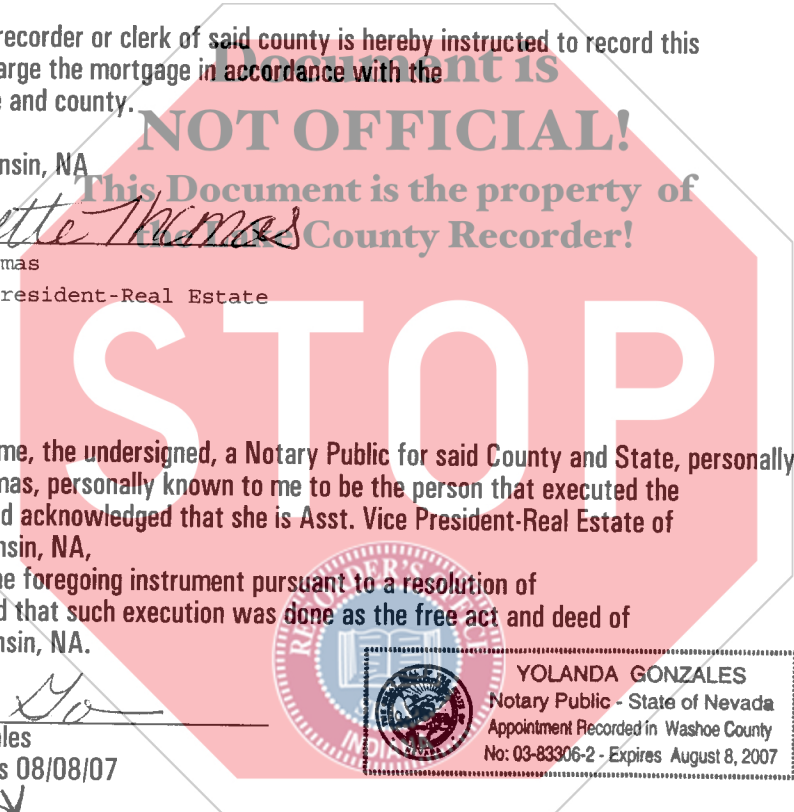 recorder or clerk of said county is hereby instructed to record this
arge the mortgage in accordance with the
e and county.
Document is
NOT OFFICIAL!
This Document is the property of
the Lake County Recorder!
nsin, NA
ette Thomas
mas
resident-Real Estate
STOP
me, the undersigned, a Notary Public for said County and State, personally
mas, personally known to me to be the person that executed the
d acknowledged that she is Asst. Vice President-Real Estate of
nsin, NA,
ne foregoing instrument pursuant to a resolution of
d that such execution was done as the free act and deed of
nsin, NA.
RECORDER'S OFFICE
YOLANDA GONZALES
Notary Public - State of Nevada
Appointment Recorded in Washoe County
No: 03-83306-2 - Expires August 8, 2007
les
s 08/08/07